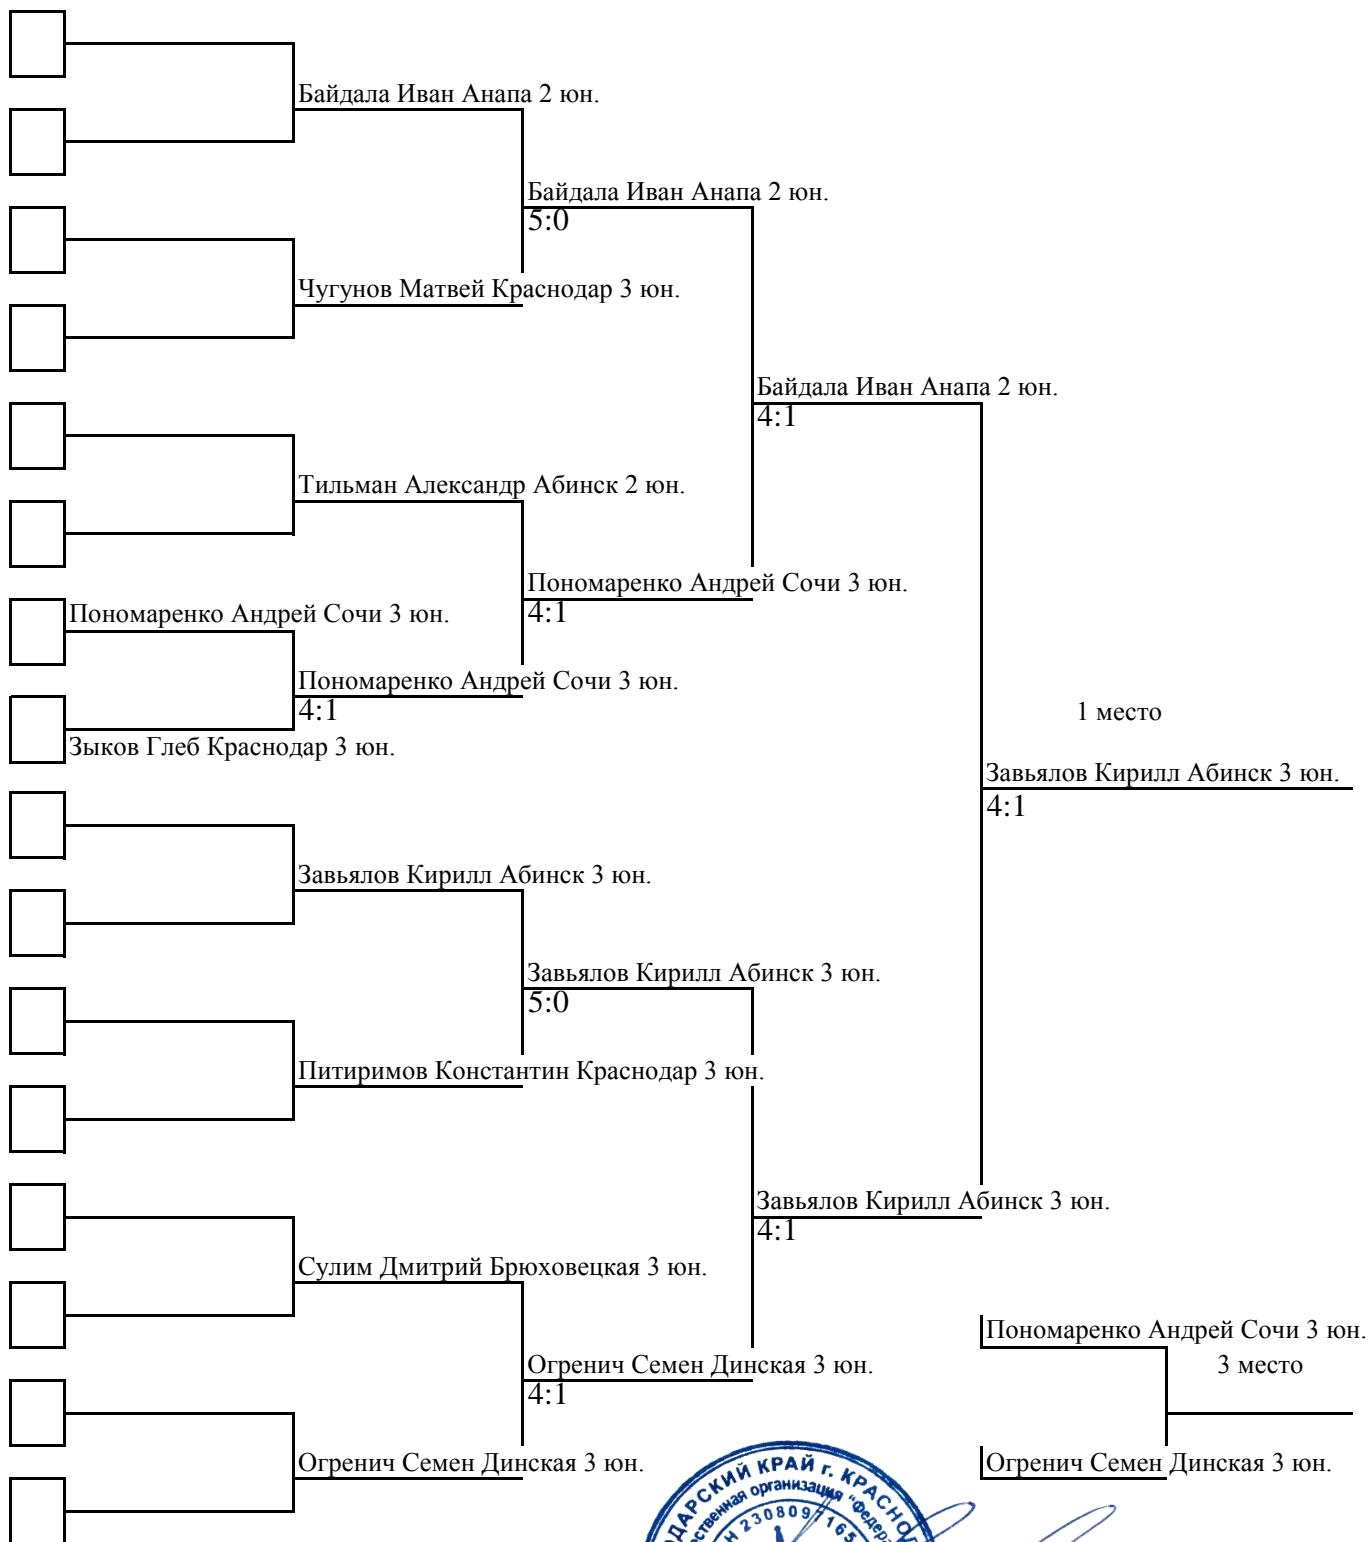 Байдала Иван Анапа 2 юн.
Байдала Иван Анапа 2 юн.
5:0
Чугунов Матвей Краснодар 3 юн.
Байдала Иван Анапа 2 юн.
4:1
Тильман Александр Абинск 2 юн.
Пономаренко Андрей Сочи 3 юн.
4:1
Пономаренко Андрей Сочи 3 юн.
Пономаренко Андрей Сочи 3 юн.
4:1
1 место
Зыков Глеб Краснодар 3 юн.
Завьялов Кирилл Абинск 3 юн.
4:1
Завьялов Кирилл Абинск 3 юн.
Завьялов Кирилл Абинск 3 юн.
5:0
Питиримов Константин Краснодар 3 юн.
Завьялов Кирилл Абинск 3 юн.
4:1
Сулим Дмитрий Брюховецкая 3 юн.
Пономаренко Андрей Сочи 3 юн.
Огренич Семен Динская 3 юн.
3 место
4:1
Огренич Семен Динская 3 юн.
Огренич Семен Динская 3 юн.
КРАЙ г.
организация